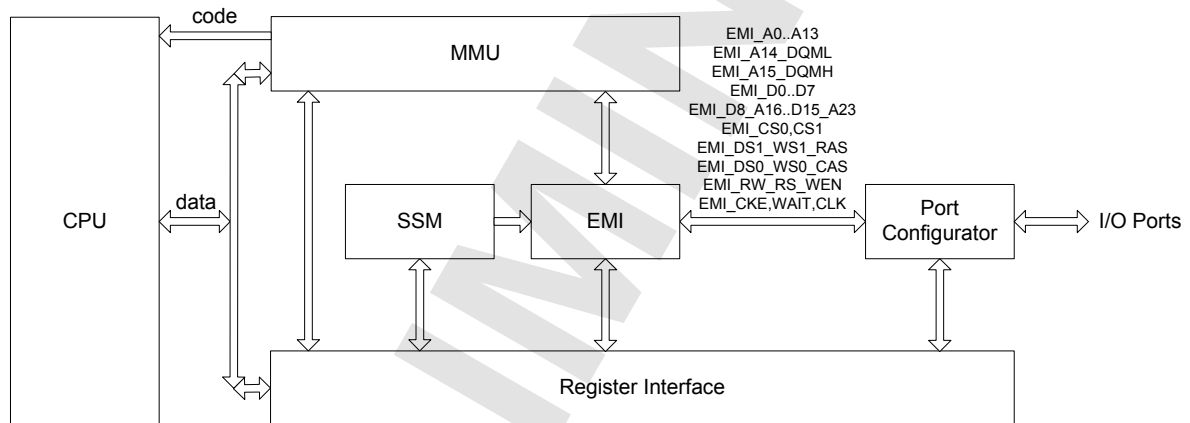 code
MMU
EMI_A0..A13
EMI_A14_DQML
EMI_A15_DQMH
EMI_D0..D7
EMI_D8_A16..D15_A23
EMI_CS0,CS1
EMI_DS1_WS1_RAS
EMI_DS0_WS0_CAS
EMI_RW_RS_WEN
EMI_CKE,WAIT,CLK
data
CPU
SSM
EMI
Port
Configurator
I/O Ports
Register Interface